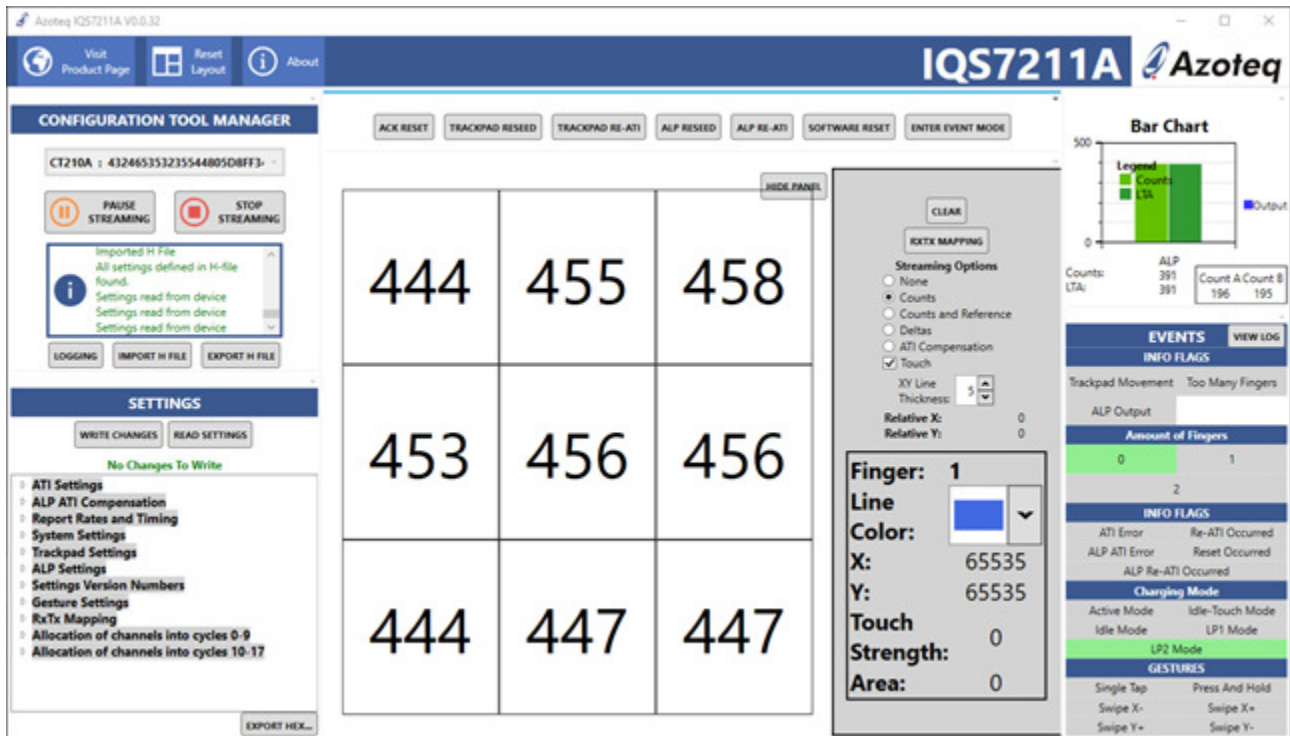 Azoteq IQS7211A V0.0.32
Visit Product Page
Reset Layout
About
IQS7211A
Azoteq
CONFIGURATION TOOL MANAGER
PAUSE STREAMING
STOP STREAMING
Imported H File
All settings defined in H-file
found.
Settings read from device
Settings read from device
Settings read from device
LOGGING
IMPORT H FILE
EXPORT H FILE
SETTINGS
WRITE CHANGES
READ SETTINGS
No Changes To Write
ATI Settings
ALP ATI Compensation
Report Rates and Timing
System Settings
Trackpad Settings
ALP Settings
Settings Version Numbers
Gesture Settings
RxTx Mapping
Allocation of channels into cycles 0-9
Allocation of channels into cycles 10-17
EXPORT HEX...
ACK RESET
TRACKPAD RESEED
TRACKPAD RE-ATI
ALP RESEED
ALP RE-ATI
SOFTWARE RESET
ENTER EVENT MODE
HIDE PANEL
444 455 458
453 456 456
444 447 447
CLEAR
RXTX MAPPING
Streaming Options
None
Counts
Counts and Reference
Deltas
ATI Compensation
Touch
XY Line
Thickness: 5
Relative X: 0
Relative Y: 0
Finger: 1
Line
Color:
X: 65535
Y: 65535
Touch
Strength: 0
Area: 0
Bar Chart
500
Legend
Counts
LTA
Output
0
ALP
Counts: 391
LTA: 391
Count A Count B
196 195
EVENTS
VIEW LOG
INFO FLAGS
Trackpad Movement Too Many Fingers
ALP Output
Amount of Fingers
0 1
2
INFO FLAGS
ATI Error Re-ATI Occurred
ALP ATI Error Reset Occurred
ALP Re-ATI Occurred
Charging Mode
Active Mode Idle-Touch Mode
Idle Mode LP1 Mode
LP2 Mode
GESTURES
Single Tap Press And Hold
Swipe X- Swipe X+
Swipe Y+ Swipe Y-